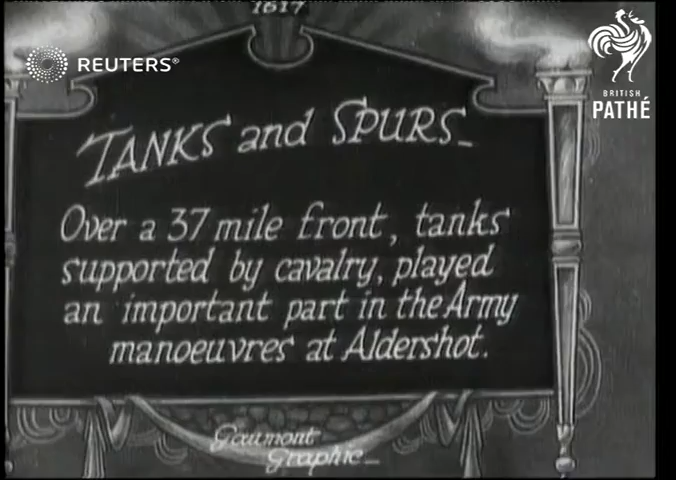 1617
REUTERS
BRITISH
PATHÉ
TANKS and SPURS_
Over a 37 mile front, tanks
supported by cavalry, played
an important part in the Army
manoeuvres at Aldershot.
Gaumont
Graphic_